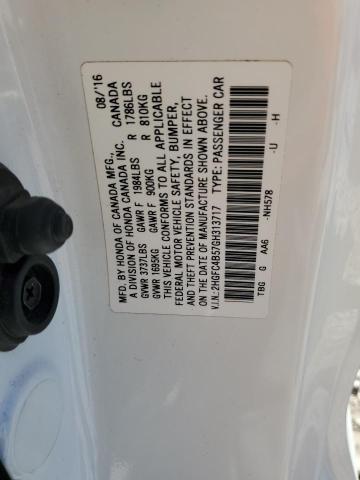 MFD. BY HONDA OF CANADA MFG., 08/'16
A DIVISION OF HONDA CANADA INC. CANADA
GVWR 3737LBS GAWR F 1984LBS R 1786LBS
GVWR 1695KG GAWR F 900KG R 810KG
THIS VEHICLE CONFORMS TO ALL APPLICABLE
FEDERAL MOTOR VEHICLE SAFETY, BUMPER,
AND THEFT PREVENTION STANDARDS IN EFFECT
ON THE DATE OF MANUFACTURE SHOWN ABOVE.
V.I.N.:2HGFC4B57GH313717 TYPE: PASSENGER CAR
TBG G AA6 -NH578 -U -H